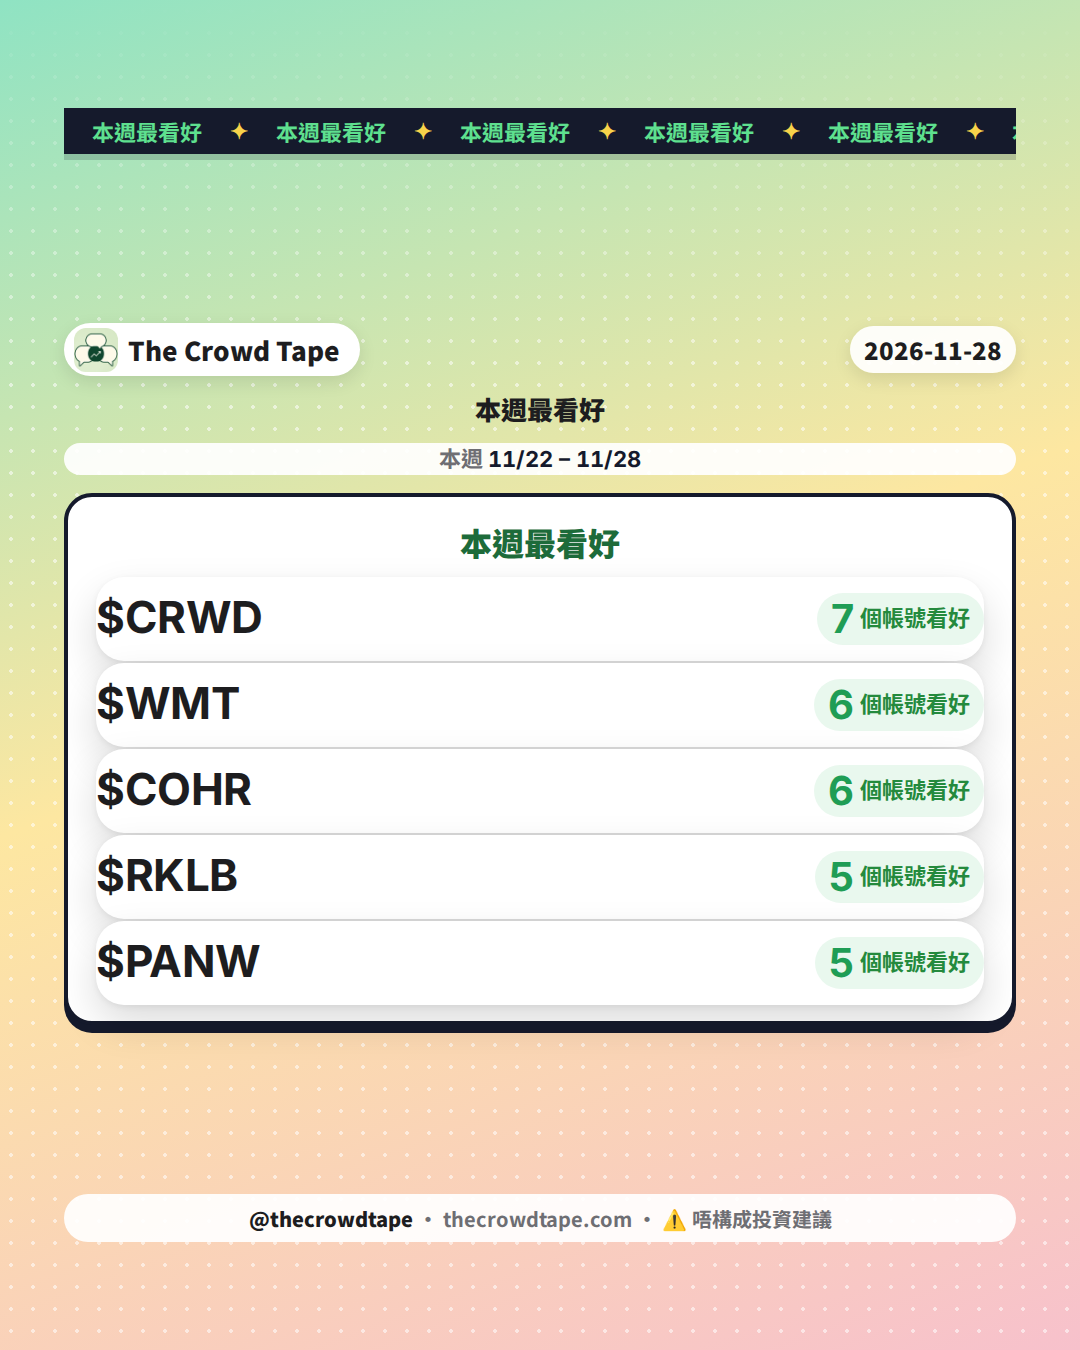 本週最看好 ✦ 本週最看好 ✦ 本週最看好 ✦ 本週最看好 ✦ 本週最看好 ✦
The Crowd Tape
2026-11-28
本週最看好
本週 11/22 – 11/28
本週最看好
$CRWD 7 個帳號看好
$WMT 6 個帳號看好
$COHR 6 個帳號看好
$RKLB 5 個帳號看好
$PANW 5 個帳號看好
@thecrowdtape • thecrowdtape.com • ⚠️ 唔構成投資建議